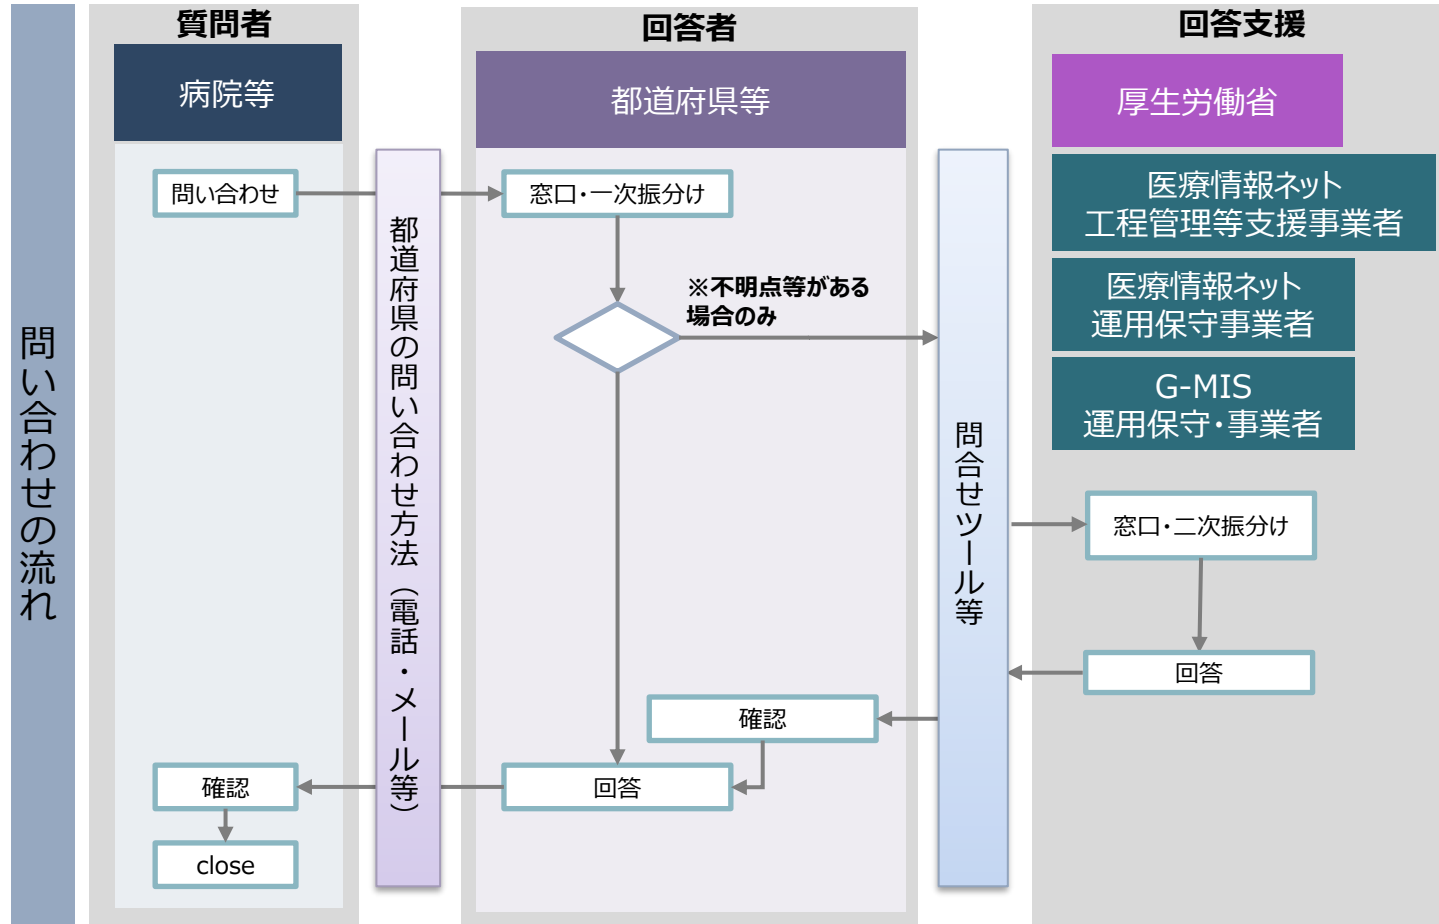 問い合わせの流れ
質問者
病院等
問い合わせ
確認
close
都道府県の問い合わせ方法（電話・メール等）
回答者
都道府県等
窓口・一次振分け
※不明点等がある
場合のみ
確認
回答
問合せツール等
回答支援
厚生労働省
医療情報ネット
工程管理等支援事業者
医療情報ネット
運用保守事業者
G-MIS
運用保守・事業者
窓口・二次振分け
回答